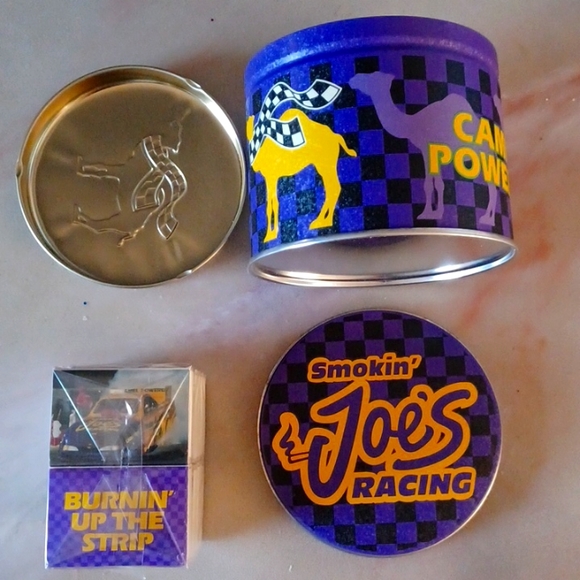 CAM
POWE
Smokin'
Joe's
RACING
BURNIN'
UP THE
STRIP